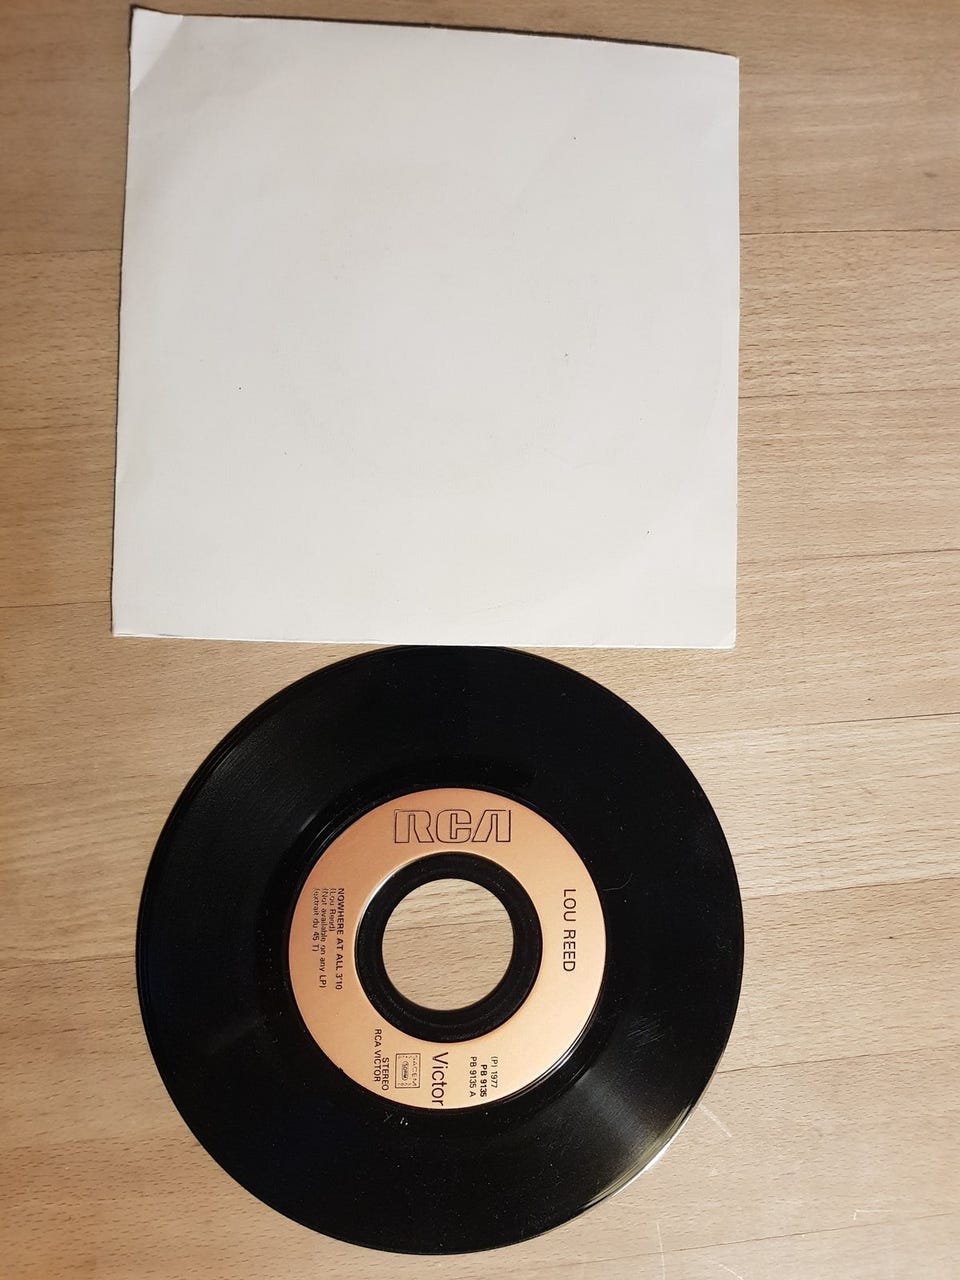 RCA
LOU REED
(P) 1977
PB 9135
PB 9135 A
Victor
SACEM
STEREO
RCA VICTOR
NOWHERE AT ALL 3'10
(Lou Reed)
(Not available on any LP)
(extrait du 45 T)